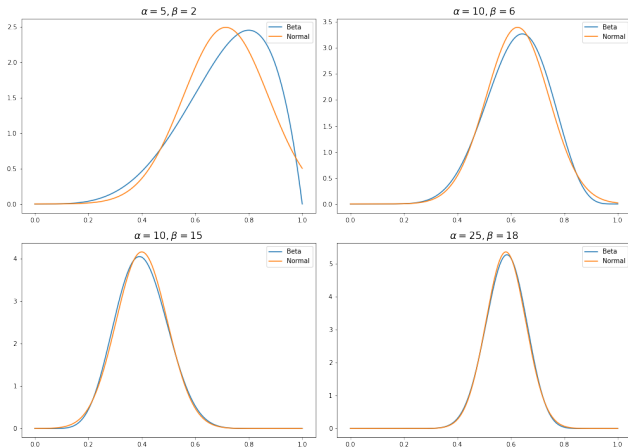 α = 5, β = 2
Beta
Normal
2.5
2.0
1.5
1.0
0.5
0.0
0.0 0.2 0.4 0.6 0.8 1.0
α = 10, β = 6
Beta
Normal
3.5
3.0
2.5
2.0
1.5
1.0
0.5
0.0
0.0 0.2 0.4 0.6 0.8 1.0
α = 10, β = 15
Beta
Normal
4
3
2
1
0
0.0 0.2 0.4 0.6 0.8 1.0
α = 25, β = 18
Beta
Normal
5
4
3
2
1
0
0.0 0.2 0.4 0.6 0.8 1.0